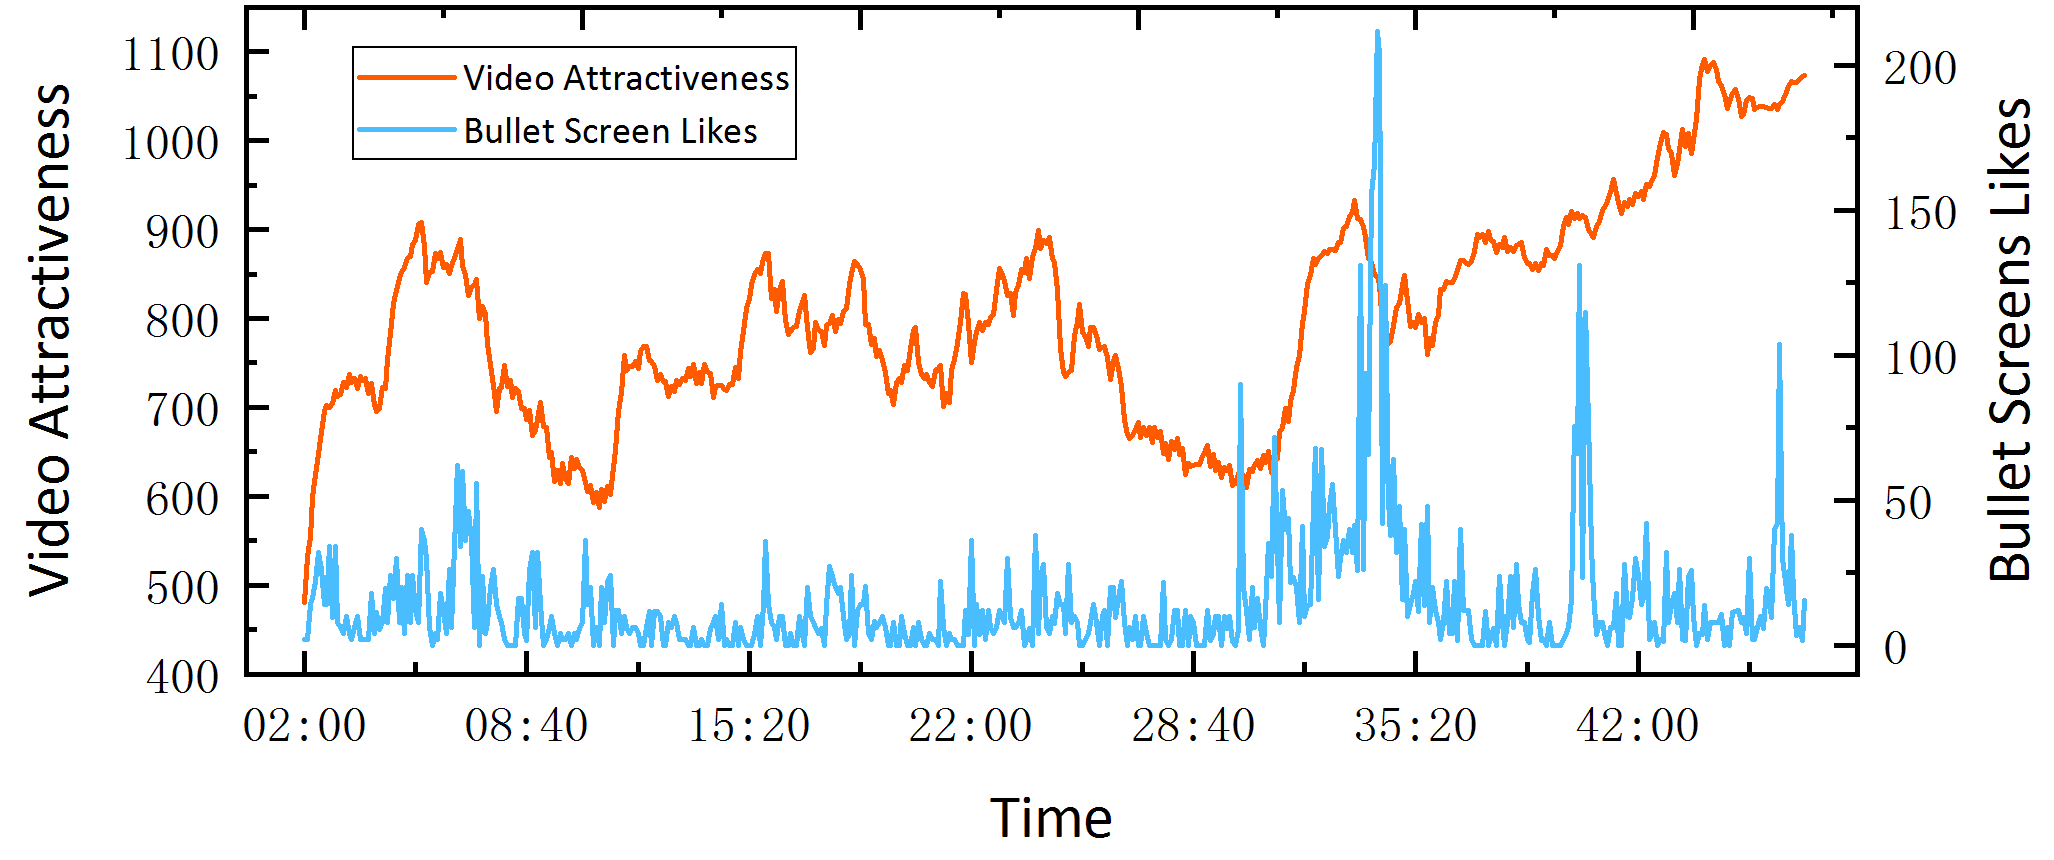 Video Attractiveness
Bullet Screen Likes
1100
1000
900
800
700
600
500
400
Video Attractiveness
200
150
100
50
0
Bullet Screens Likes
02:00 08:40 15:20 22:00 28:40 35:20 42:00
Time